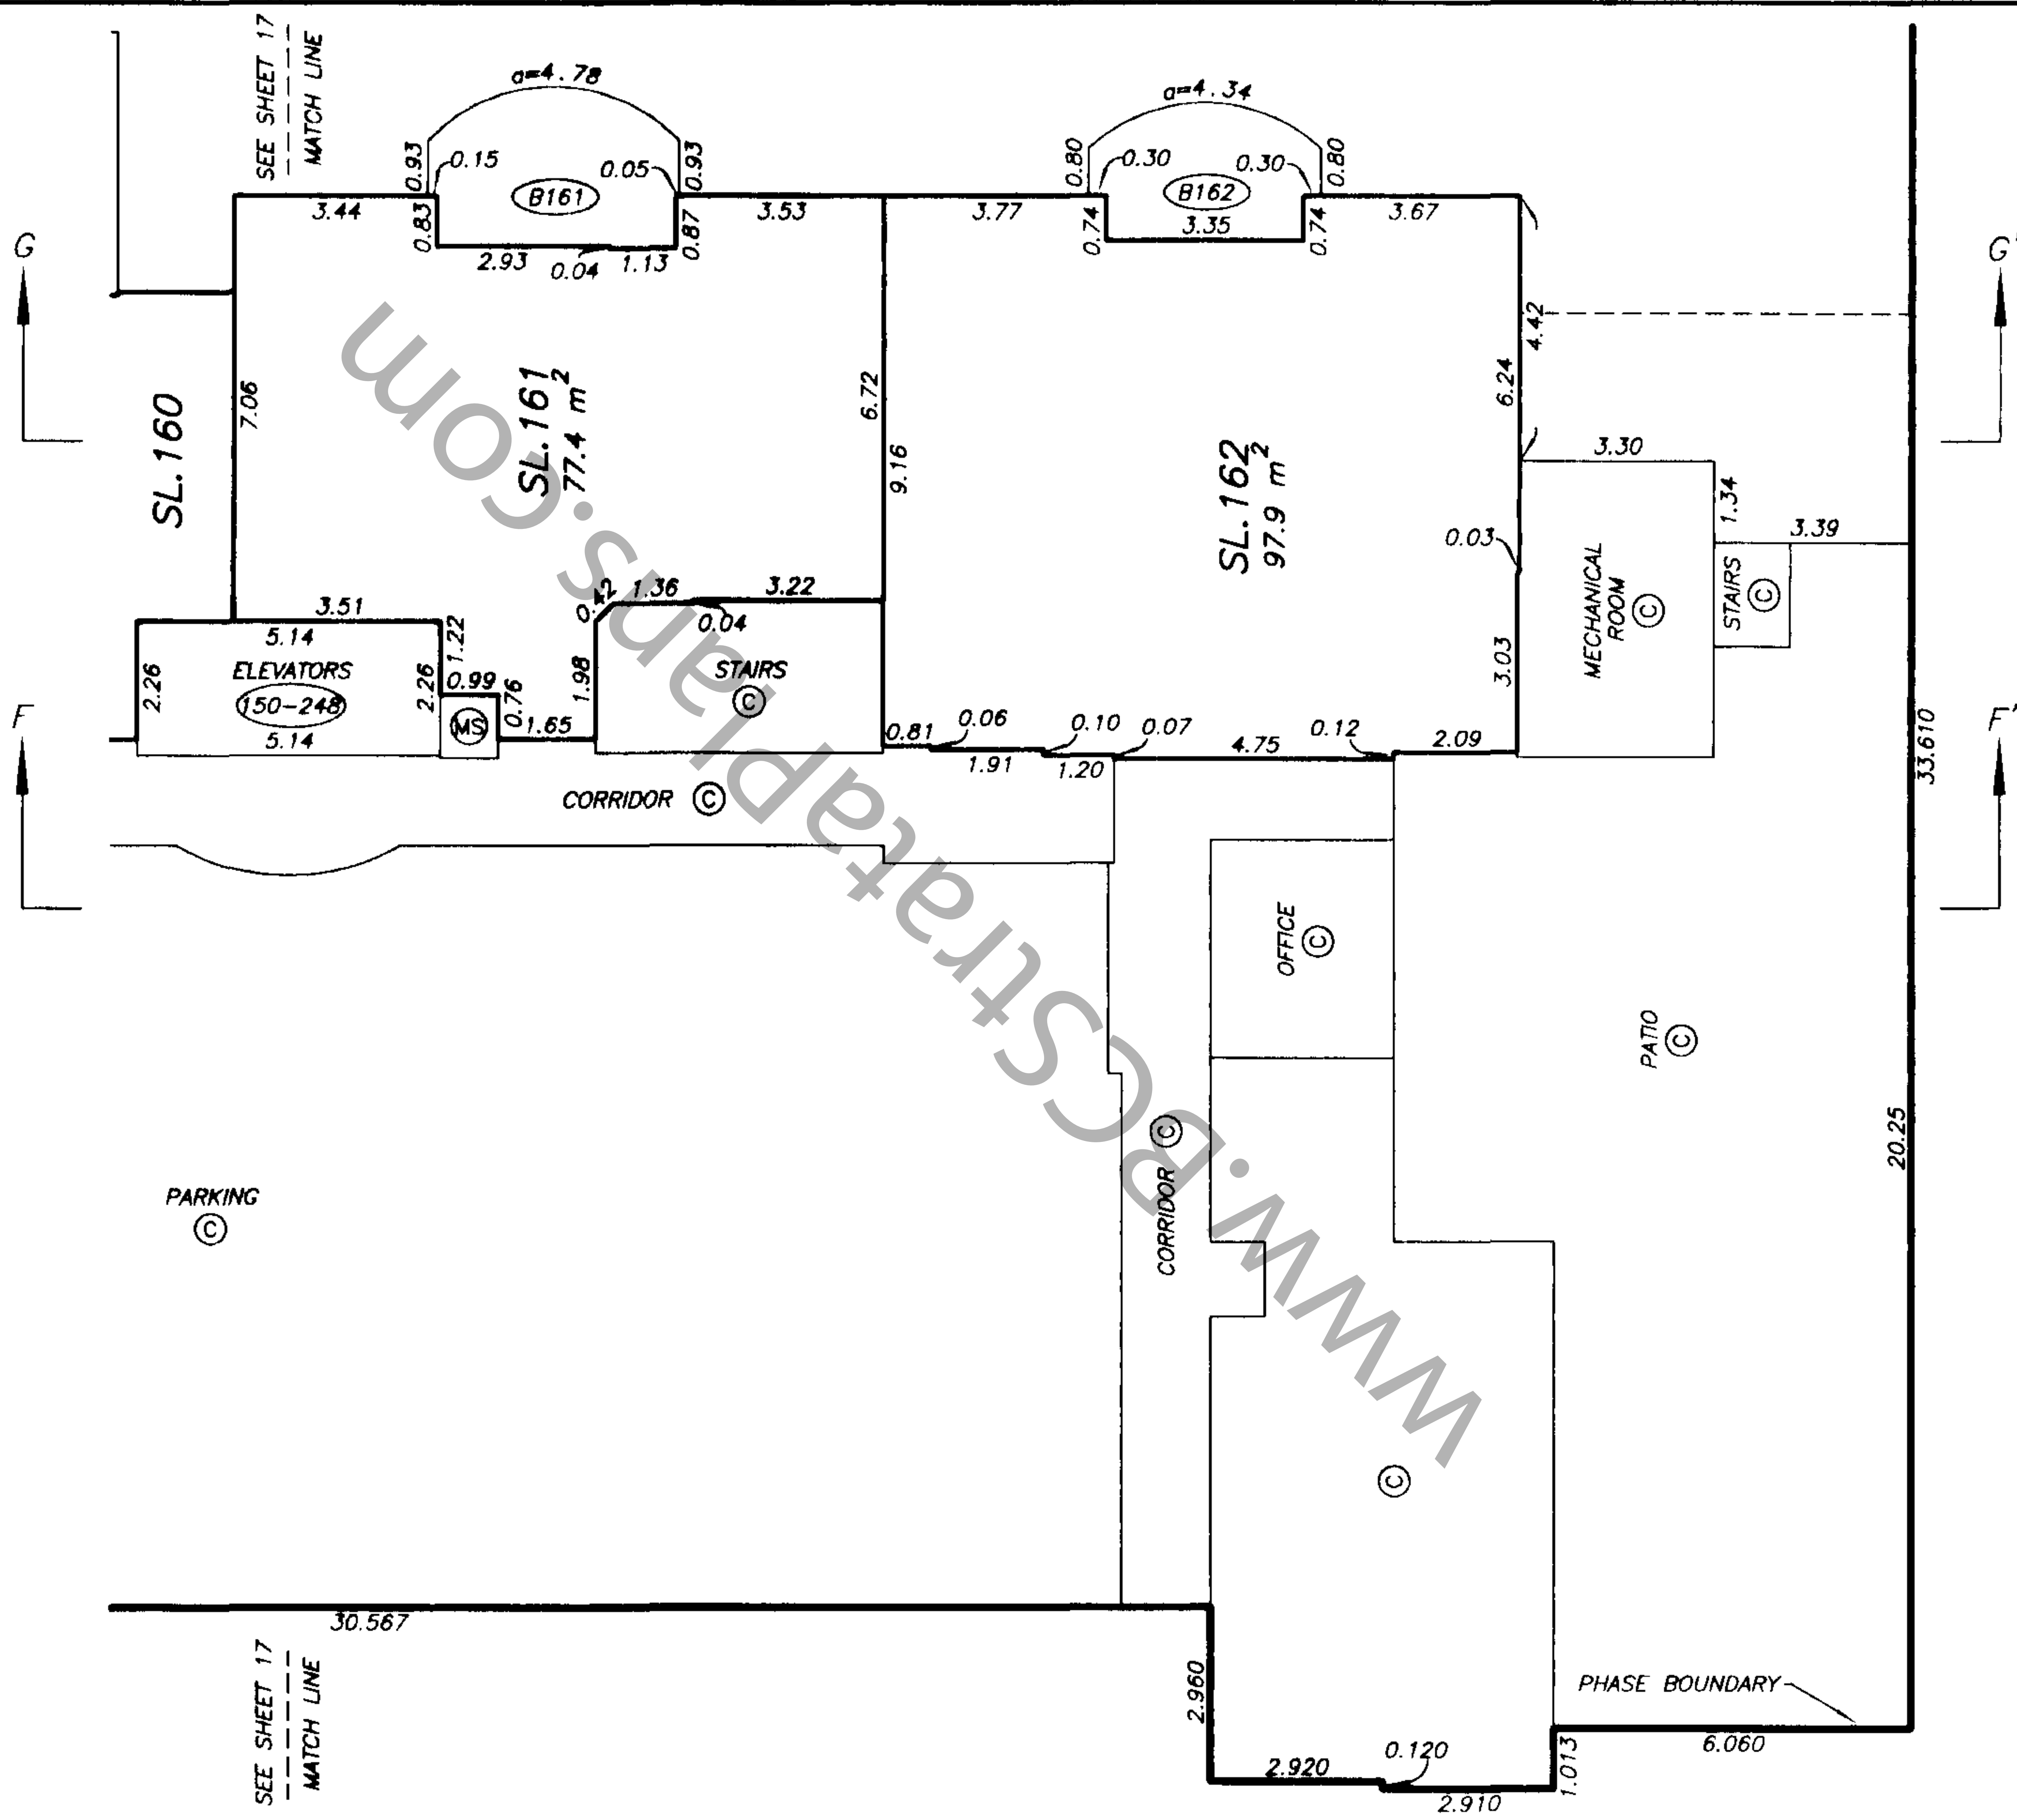 SEE SHEET 17
MATCH LINE
a=4.78
a=4.34
0.93
0.15
0.05
0.93
0.80
0.30
0.30
0.80
B161
B162
3.44
0.83
0.87
3.53
3.77
0.74
3.35
0.74
3.67
2.93
0.04
1.13
G
G'
4.42
SL.160
7.06
SL.161
77.4 m2
6.72
9.16
SL.162
97.9 m2
6.24
3.30
1.34
3.39
0.03
MECHANICAL
ROOM
C
STAIRS
C
0.42
1.36
3.22
0.04
3.51
5.14
1.22
ELEVATORS
150-248
5.14
2.26
2.26
0.99
0.76
MS
1.65
1.98
STAIRS
C
3.03
F
F'
0.81
0.06
0.10
0.07
4.75
0.12
2.09
1.91
1.20
33.610
CORRIDOR C
OFFICE
C
PATIO
C
20.25
CORRIDOR C
PARKING
C
C
30.567
SEE SHEET 17
MATCH LINE
2.960
PHASE BOUNDARY
6.060
2.920
0.120
1.013
2.910
www.BCStrataplans.com